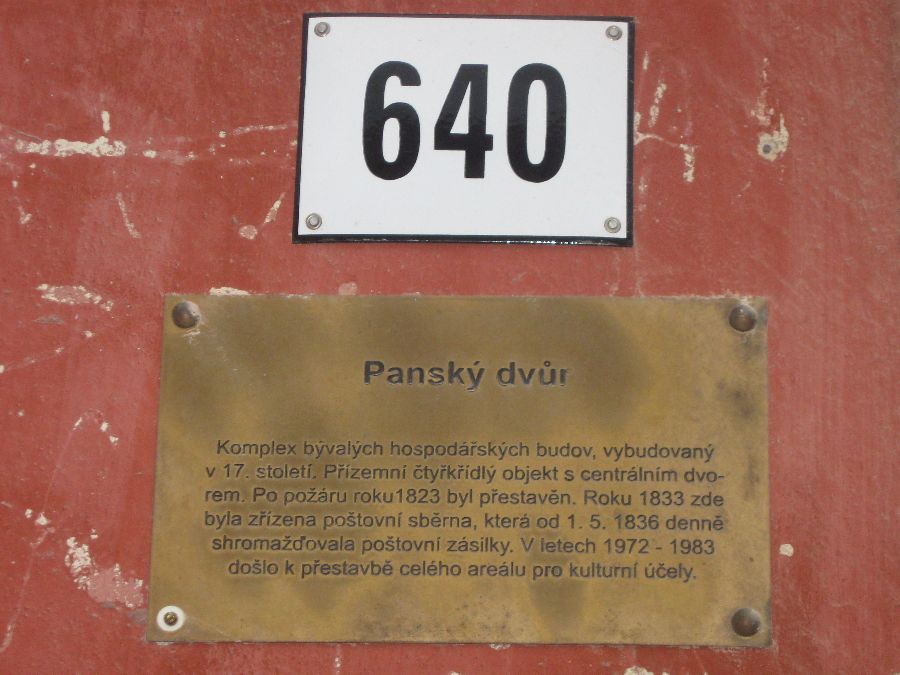 640
Panský dvůr
Komplex bývalých hospodářských budov, vybudovaný
v 17. století. Přízemní čtyřkřídlý objekt s centrálním dvo-
rem. Po požáru roku1823 byl přestavěn. Roku 1833 zde
byla zřízena poštovní sběrna, která od 1. 5. 1836 denně
shromažďovala poštovní zásilky. V letech 1972 - 1983
došlo k přestavbě celého areálu pro kulturní účely.